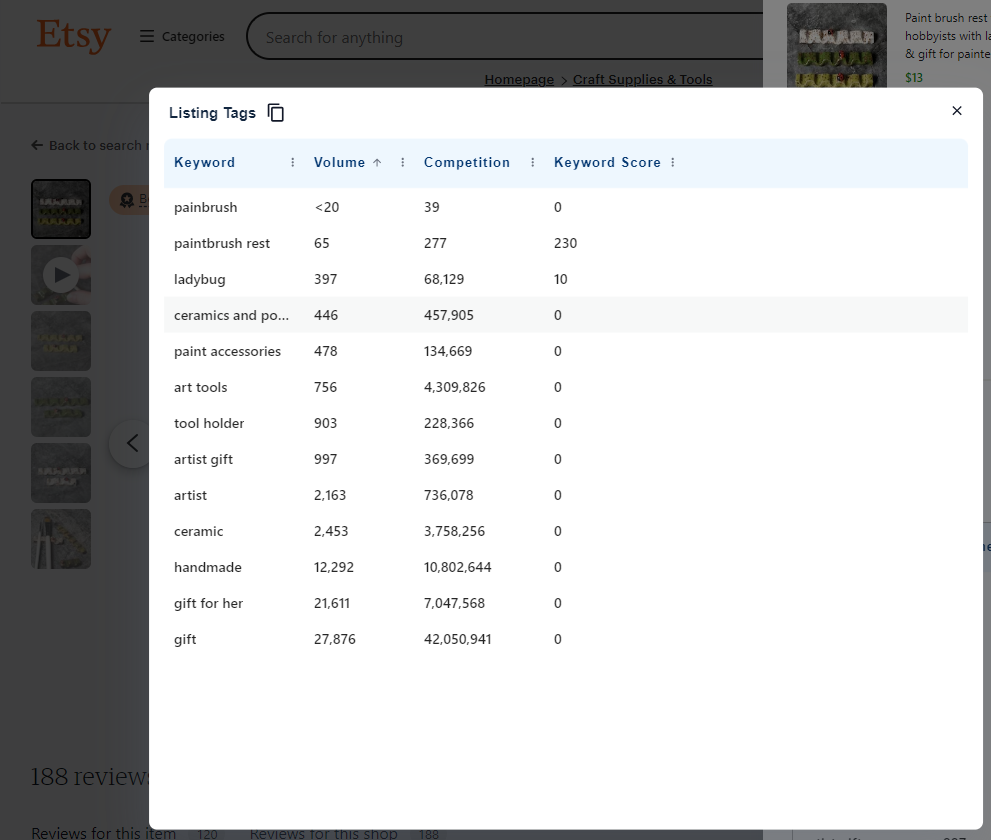 Etsy
Categories
Search for anything
Homepage > Craft Supplies & Tools
Paint brush rest
hobbyists with
& gift for
$13
Back to search
Listing Tags
Keyword Volume Competition Keyword Score
painbrush <20 39 0
paintbrush rest 65 277 230
ladybug 397 68,129 10
ceramics and po... 446 457,905 0
paint accessories 478 134,669 0
art tools 756 4,309,826 0
tool holder 903 228,366 0
artist gift 997 369,699 0
artist 2,163 736,078 0
ceramic 2,453 3,758,256 0
handmade 12,292 10,802,644 0
gift for her 21,611 7,047,568 0
gift 27,876 42,050,941 0
188 reviews
Reviews for this item 120 Reviews for this shop 188